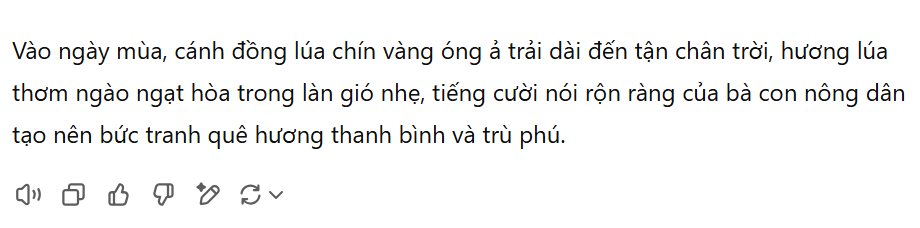 Vào ngày mùa, cánh đồng lúa chín vàng óng ả trải dài đến tận chân trời, hương lúa
thơm ngào ngạt hòa trong làn gió nhẹ, tiếng cười nói rộn ràng của bà con nông dân
tạo nên bức tranh quê hương thanh bình và trù phú.